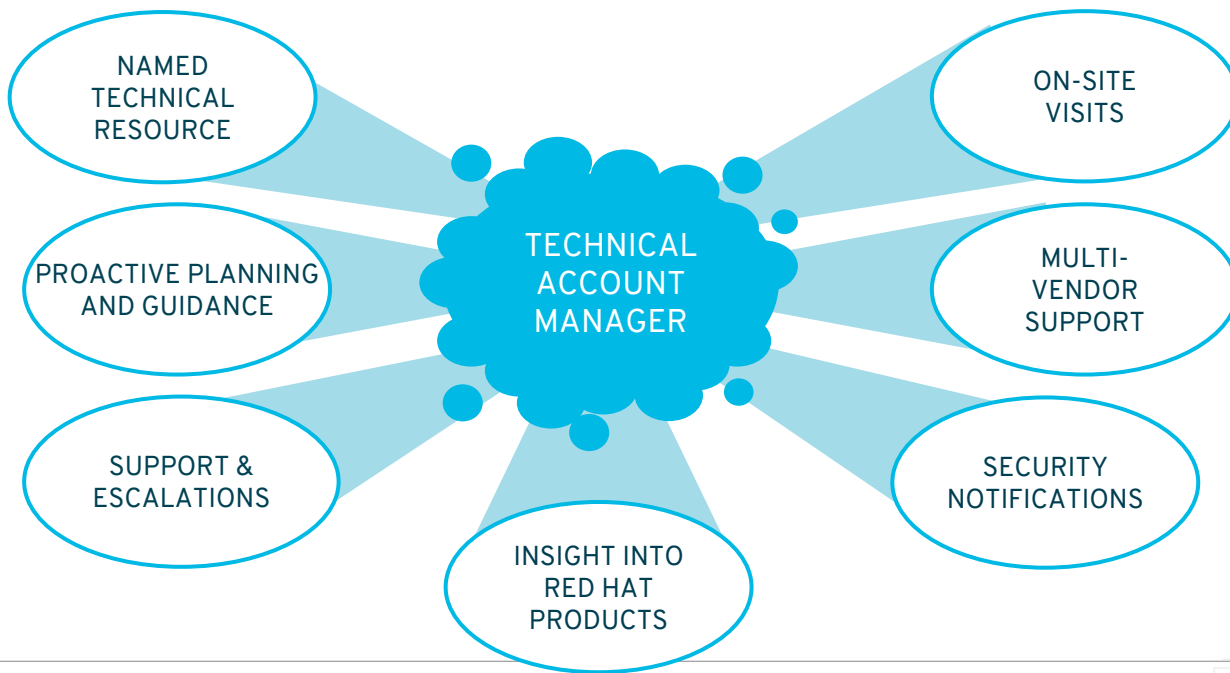 NAMED
TECHNICAL
RESOURCE
ON-SITE
VISITS
TECHNICAL
ACCOUNT
MANAGER
PROACTIVE PLANNING
AND GUIDANCE
MULTI-
VENDOR
SUPPORT
SUPPORT &
ESCALATIONS
SECURITY
NOTIFICATIONS
INSIGHT INTO
RED HAT
PRODUCTS